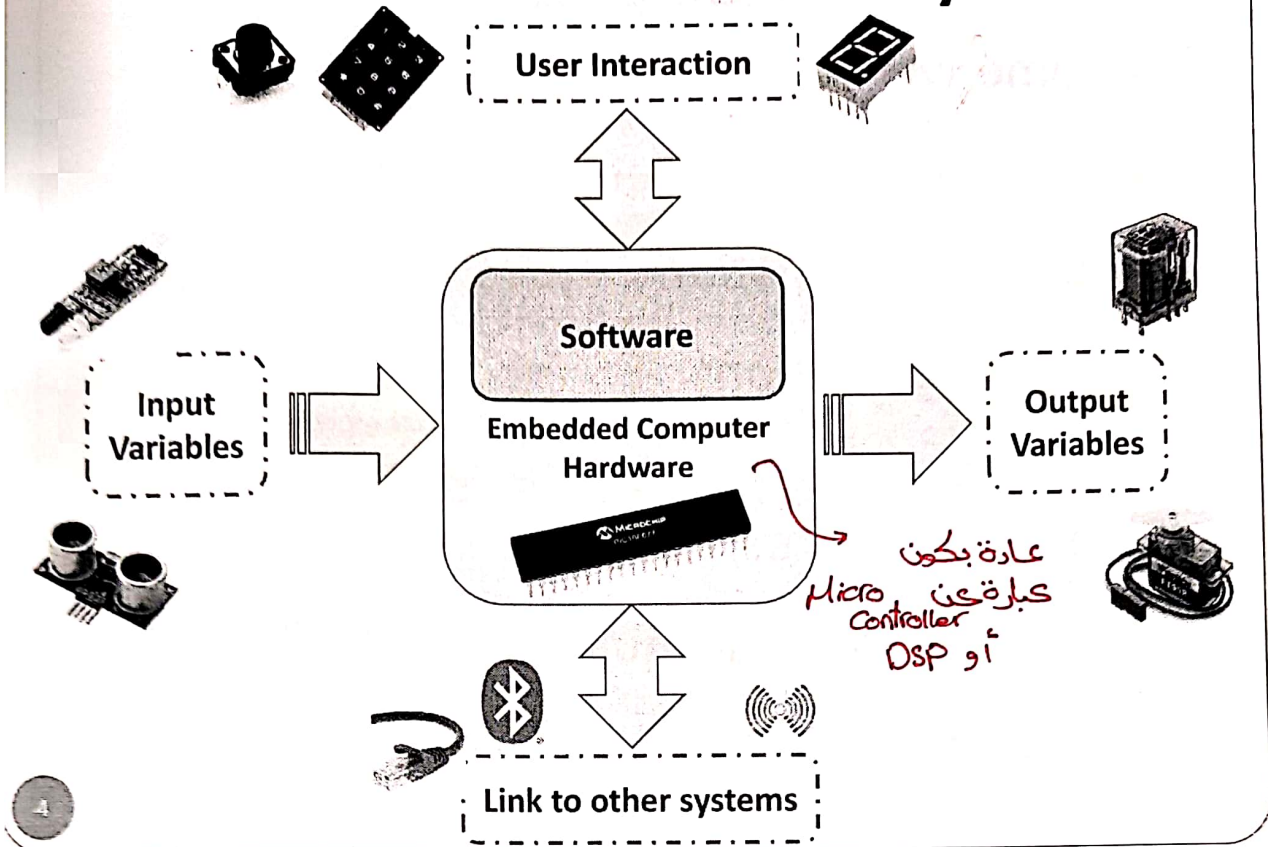 User Interaction
Software
Input
Variables
Embedded Computer
Hardware
MICROCHIP
Output
Variables
عادة بكون
عبارة عن Micro
Controller
أو DSP
Link to other systems
4